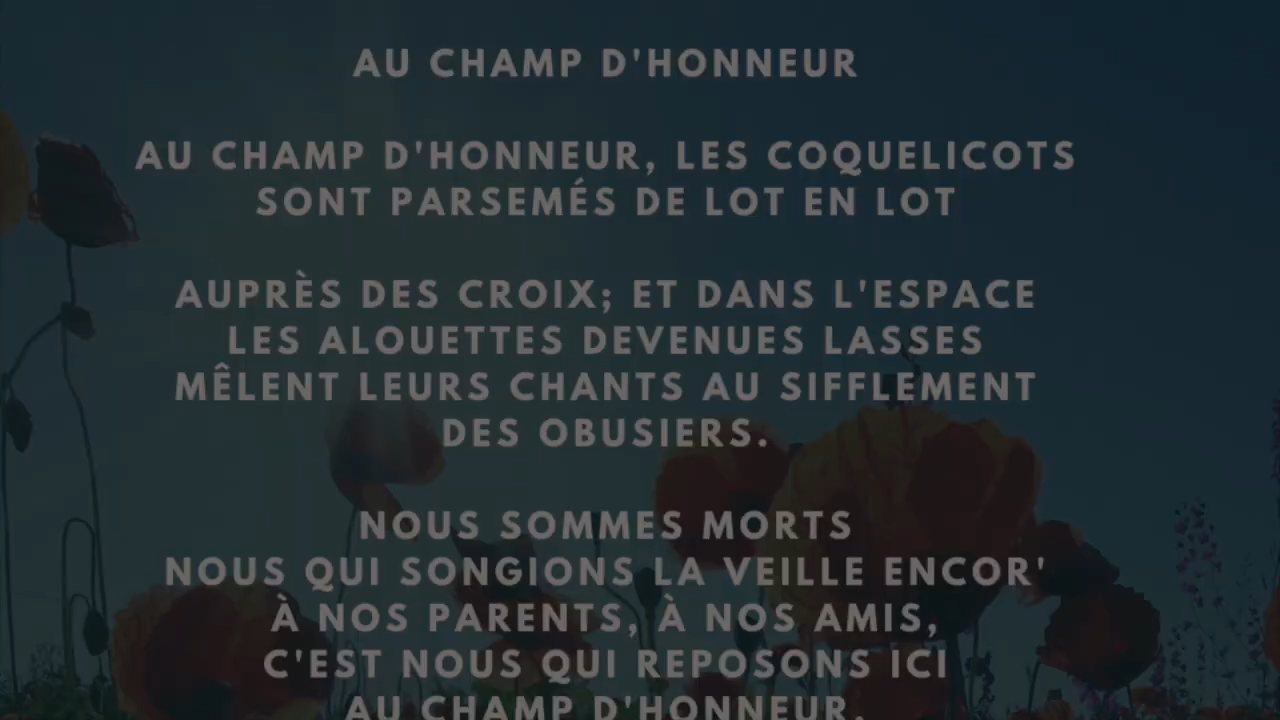 AU CHAMP D'HONNEUR
AU CHAMP D'HONNEUR, LES COQUELICOTS
SONT PARSEMÉS DE LOT EN LOT
AUPRÈS DES CROIX; ET DANS L'ESPACE
LES ALOUETTES DEVENUES LASSES
MÊLENT LEURS CHANTS AU SIFFLEMENT
DES OBUSIERS.
NOUS SOMMES MORTS
NOUS QUI SONGIONS LA VEILLE ENCOR'
À NOS PARENTS, À NOS AMIS,
C'EST NOUS QUI REPOSONS ICI
AU CHAMP D'HONNEUR.